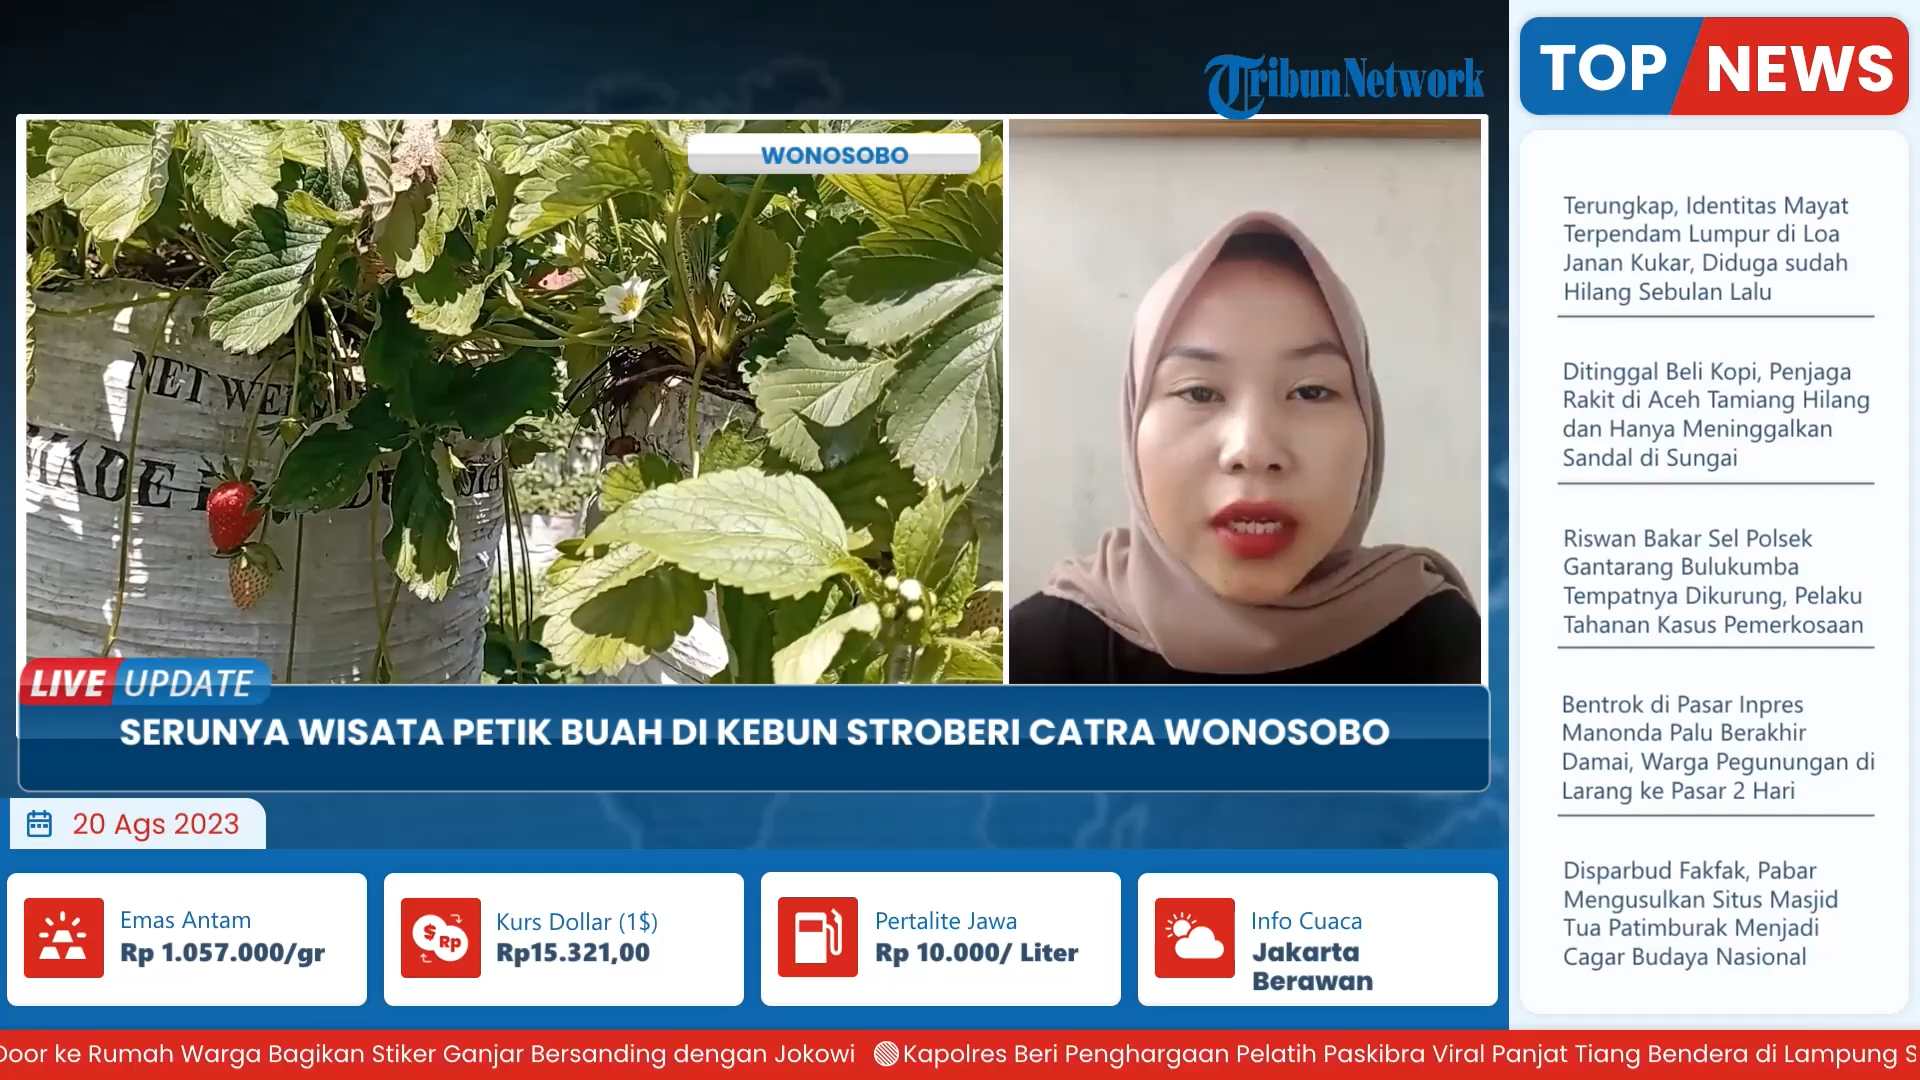 TribunNetwork
TOP NEWS
WONOSOBO
NET WE
MADE
LIVE UPDATE
SERUNYA WISATA PETIK BUAH DI KEBUN STROBERI CATRA WONOSOBO
20 Ags 2023
Emas Antam
Rp 1.057.000/gr
Kurs Dollar (1$)
Rp15.321,00
Pertalite Jawa
Rp 10.000/ Liter
Info Cuaca
Jakarta
Berawan
Terungkap, Identitas Mayat
Terpendam Lumpur di Loa
Janan Kukar, Diduga sudah
Hilang Sebulan Lalu
Ditinggal Beli Kopi, Penjaga
Rakit di Aceh Tamiang Hilang
dan Hanya Meninggalkan
Sandal di Sungai
Riswan Bakar Sel Polsek
Gantarang Bulukumba
Tempatnya Dikurung, Pelaku
Tahanan Kasus Pemerkosaan
Bentrok di Pasar Inpres
Manonda Palu Berakhir
Damai, Warga Pegunungan di
Larang ke Pasar 2 Hari
Disparbud Fakfak, Pabar
Mengusulkan Situs Masjid
Tua Patimburak Menjadi
Cagar Budaya Nasional
Door ke Rumah Warga Bagikan Stiker Ganjar Bersanding dengan Jokowi Kapolres Beri Penghargaan Pelatih Paskibra Viral Panjat Tiang Bendera di Lampung S